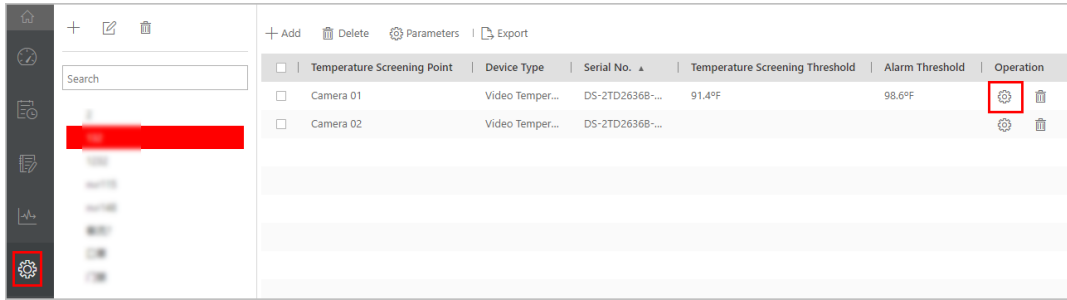 Add Delete Parameters Export
Search
Temperature Screening Point Device Type Serial No. Temperature Screening Threshold Alarm Threshold Operation
Camera 01 Video Temper... DS-2TD2636B-... 91.4°F 98.6°F
Camera 02 Video Temper... DS-2TD2636B-...